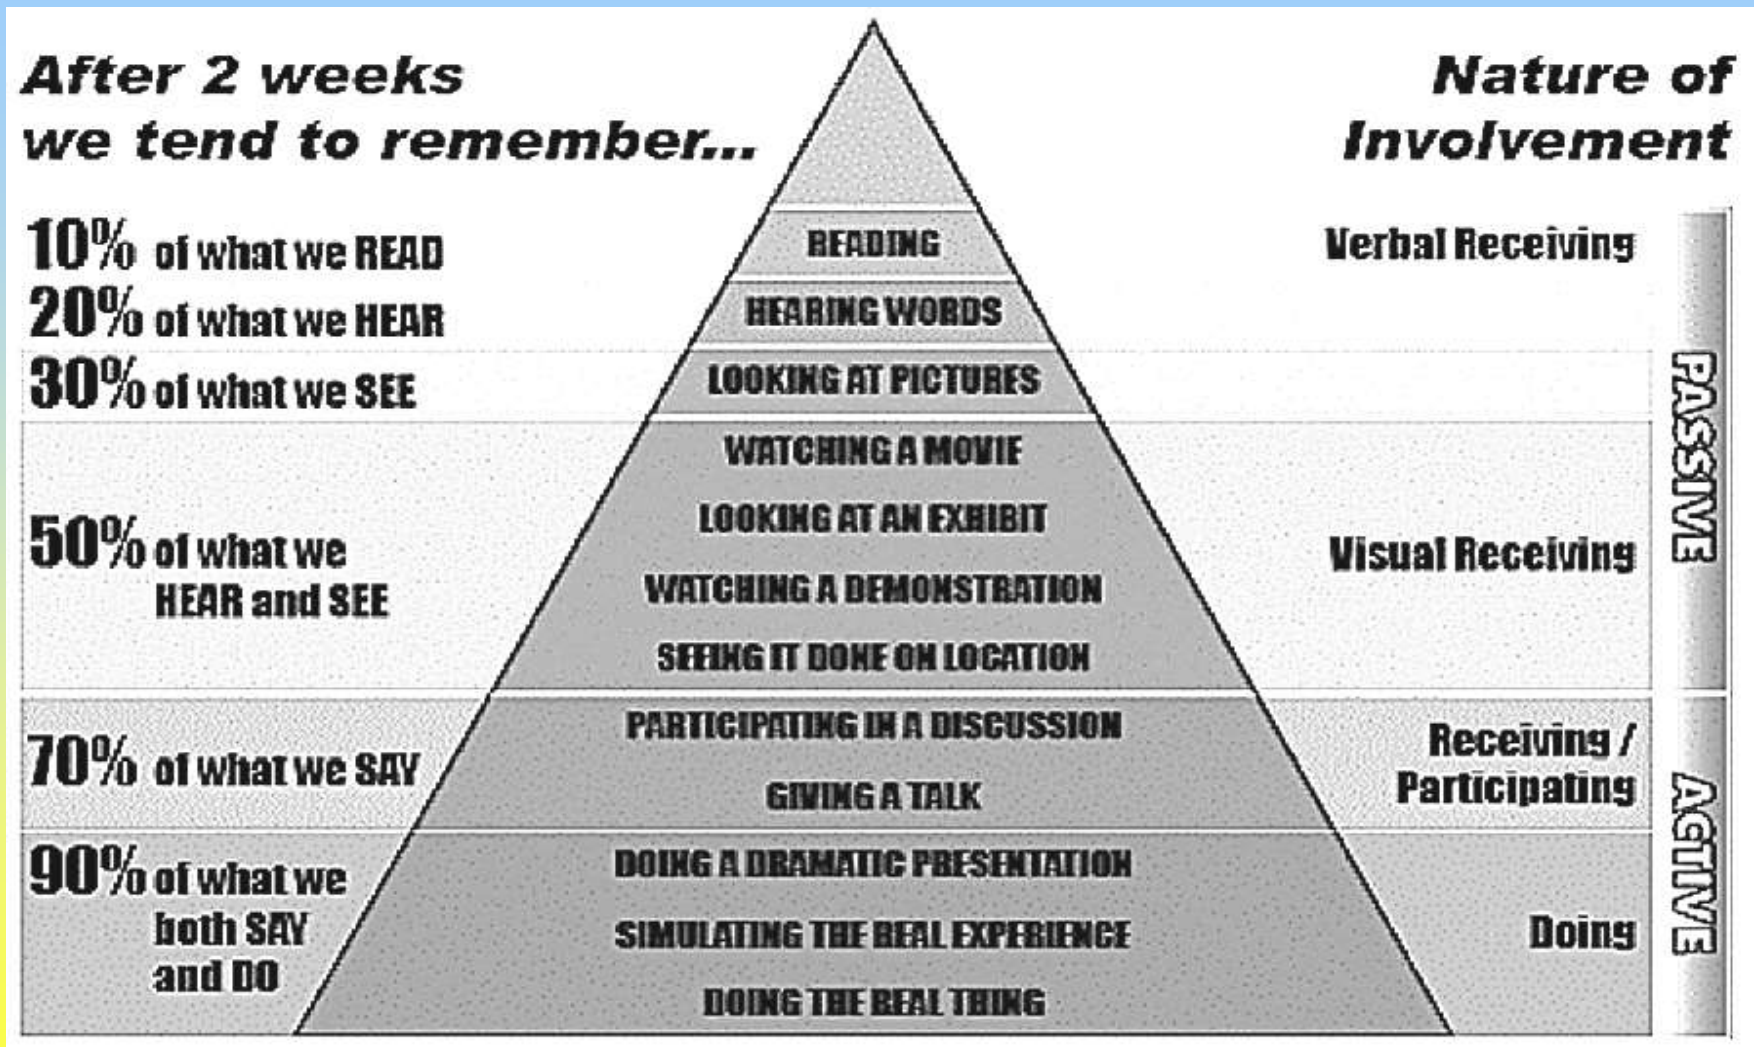 After 2 weeks
we tend to remember...
Nature of
Involvement
10% of what we READ
READING
Verbal Receiving
20% of what we HEAR
HEARING WORDS
30% of what we SEE
LOOKING AT PICTURES
PASSIVE
50% of what we
HEAR and SEE
WATCHING A MOVIE
LOOKING AT AN EXHIBIT
WATCHING A DEMONSTRATION
SEEING IT DONE ON LOCATION
Visual Receiving
70% of what we SAY
PARTICIPATING IN A DISCUSSION
GIVING A TALK
Receiving /
Participating
ACTIVE
90% of what we
both SAY
and DO
DOING A DRAMATIC PRESENTATION
SIMULATING THE REAL EXPERIENCE
DOING THE REAL THING
Doing